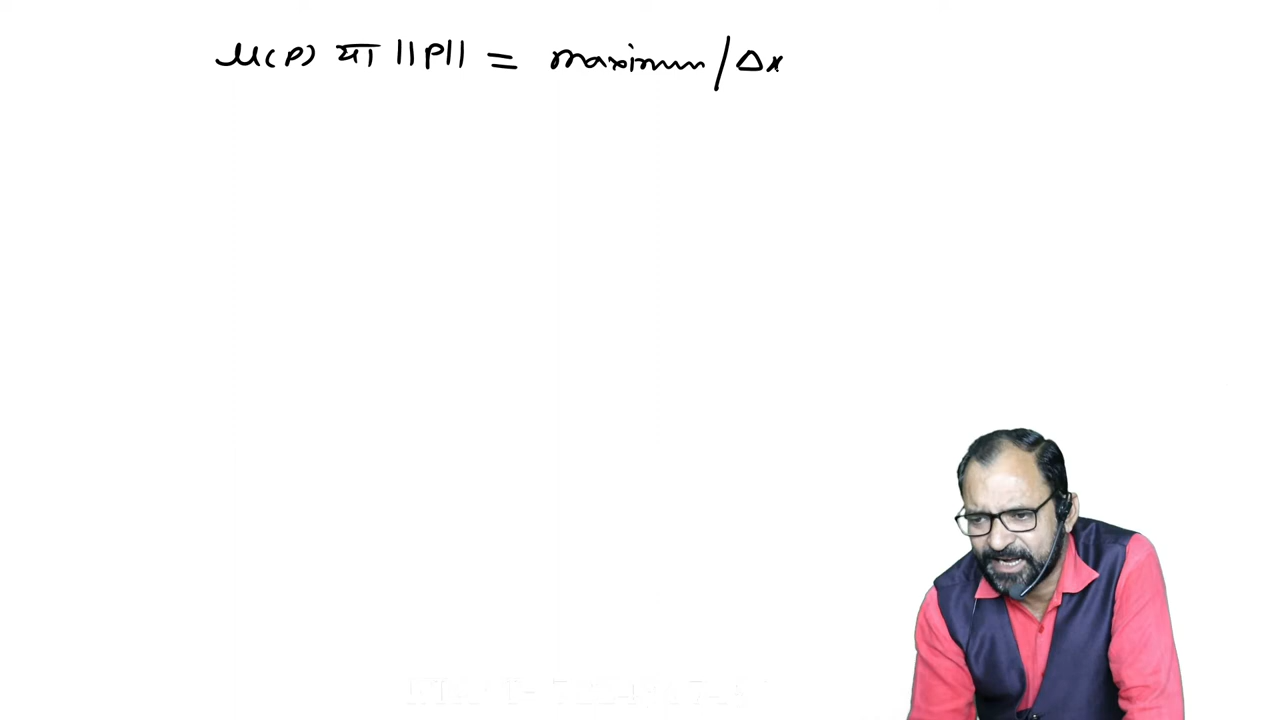 μ(P) या ||P|| = maximum / Δx